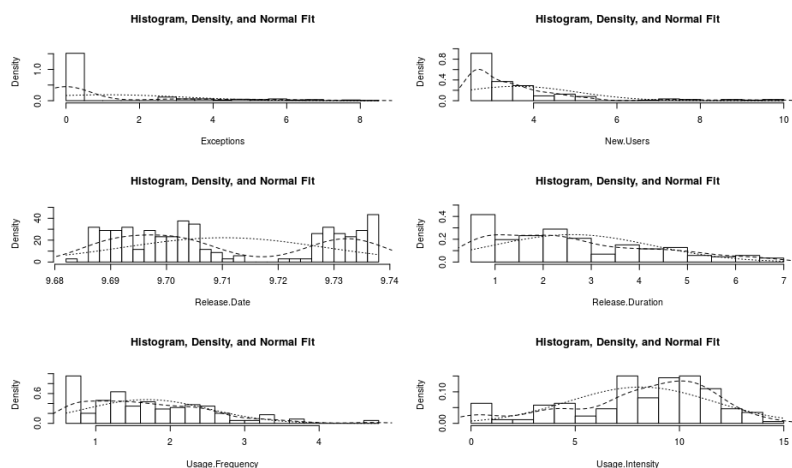 Histogram, Density, and Normal Fit
Density
0.0 1.0
0 2 4 6 8
Exceptions
Histogram, Density, and Normal Fit
Density
0.0 0.4 0.8
4 6 8 10
New.Users
Histogram, Density, and Normal Fit
Density
0 20 40
9.68 9.69 9.70 9.71 9.72 9.73 9.74
Release.Date
Histogram, Density, and Normal Fit
Density
0.0 0.2 0.4
1 2 3 4 5 6 7
Release.Duration
Histogram, Density, and Normal Fit
Density
0.0 0.6
1 2 3 4
Usage.Frequency
Histogram, Density, and Normal Fit
Density
0.00 0.10
0 5 10 15
Usage.Intensity